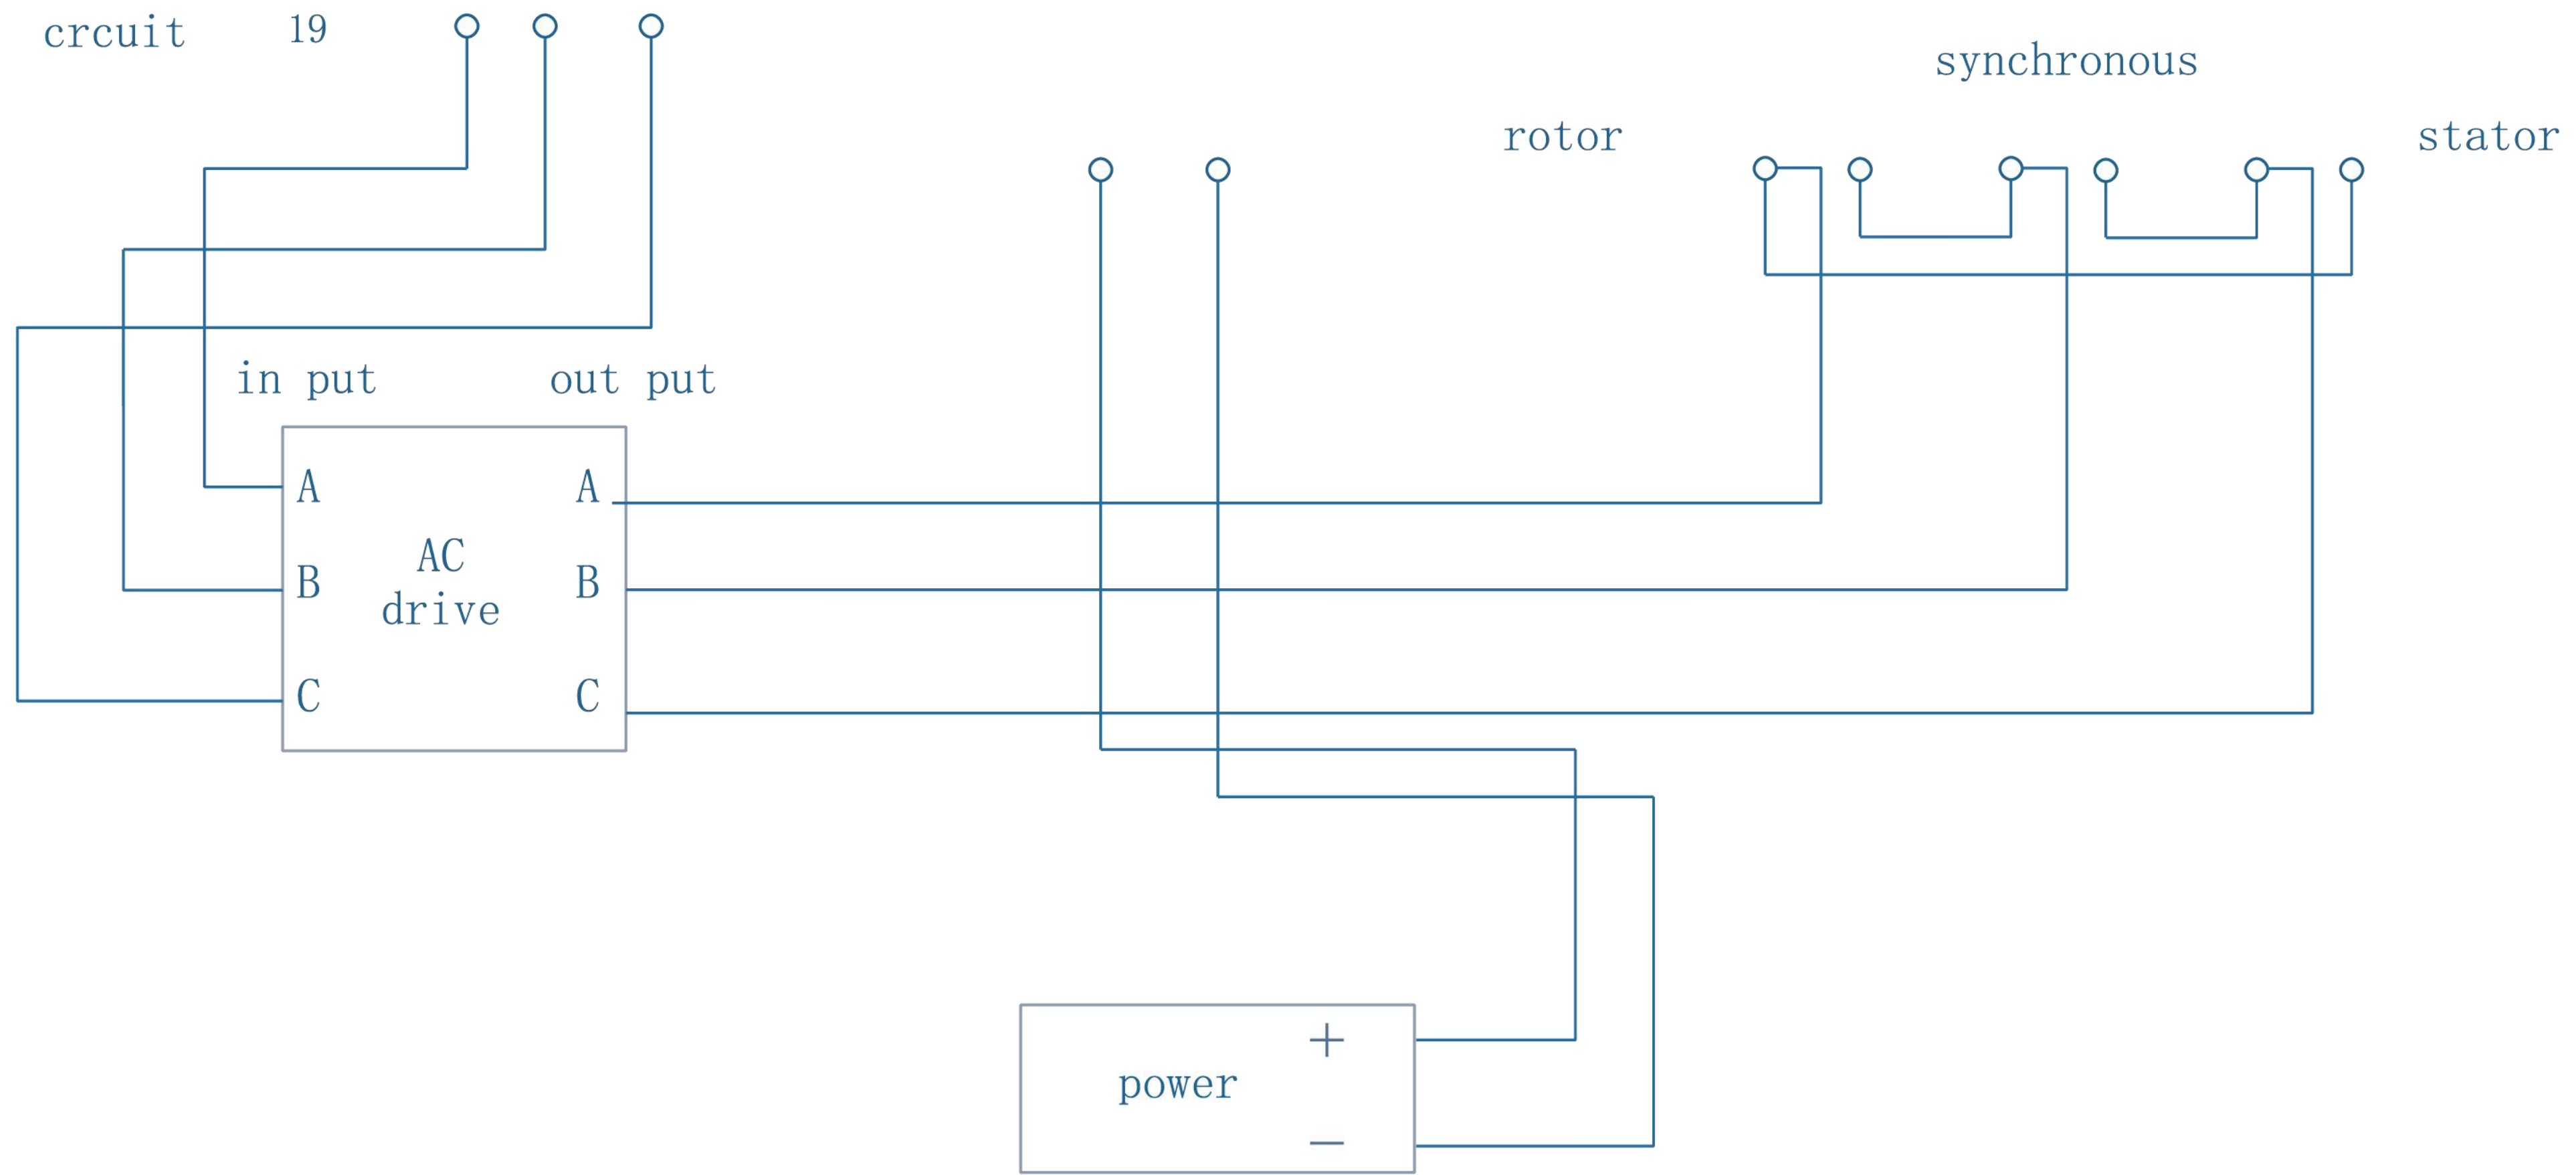 crcuit 19
synchronous
rotor
stator
in put
out put
A
A
AC
drive
B
B
C
C
+
power
−